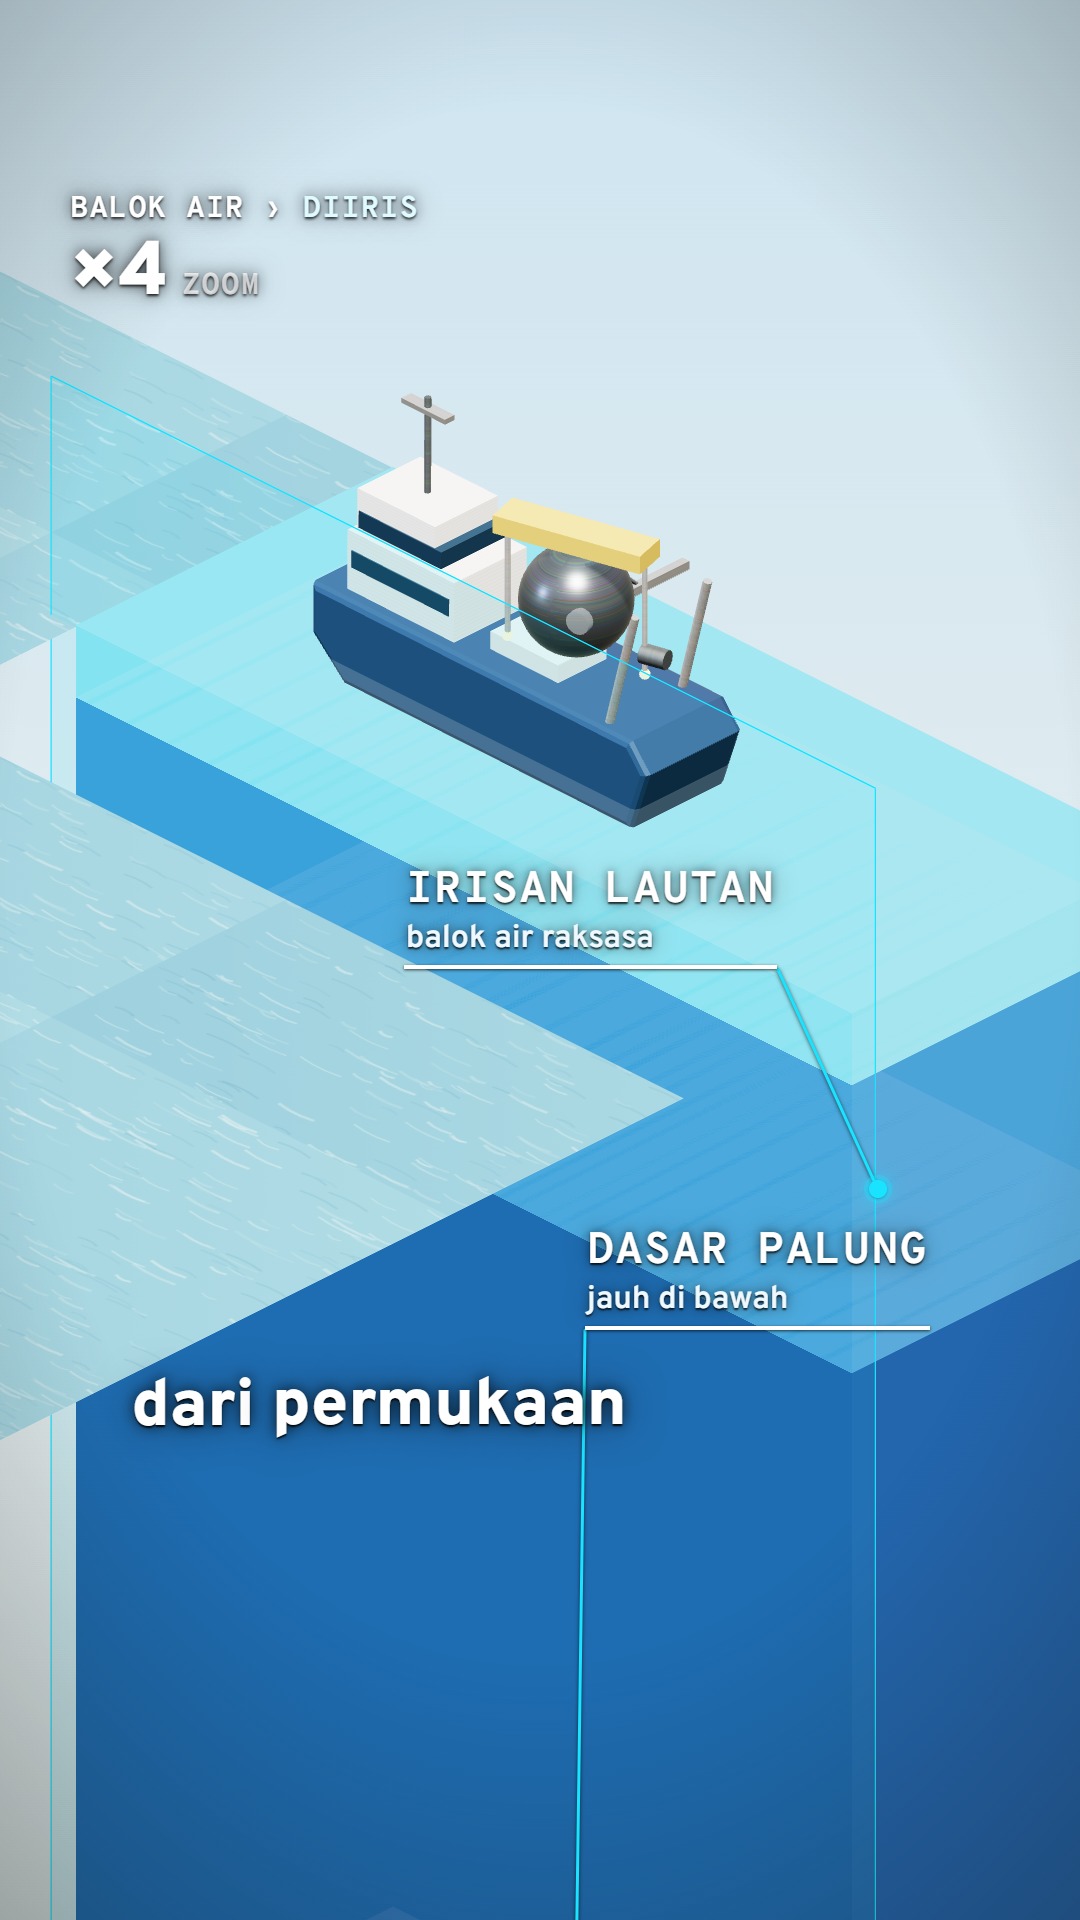 BALOK AIR › DIIRIS
×4 ZOOM
IRISAN LAUTAN
balok air raksasa
DASAR PALUNG
jauh di bawah
dari permukaan